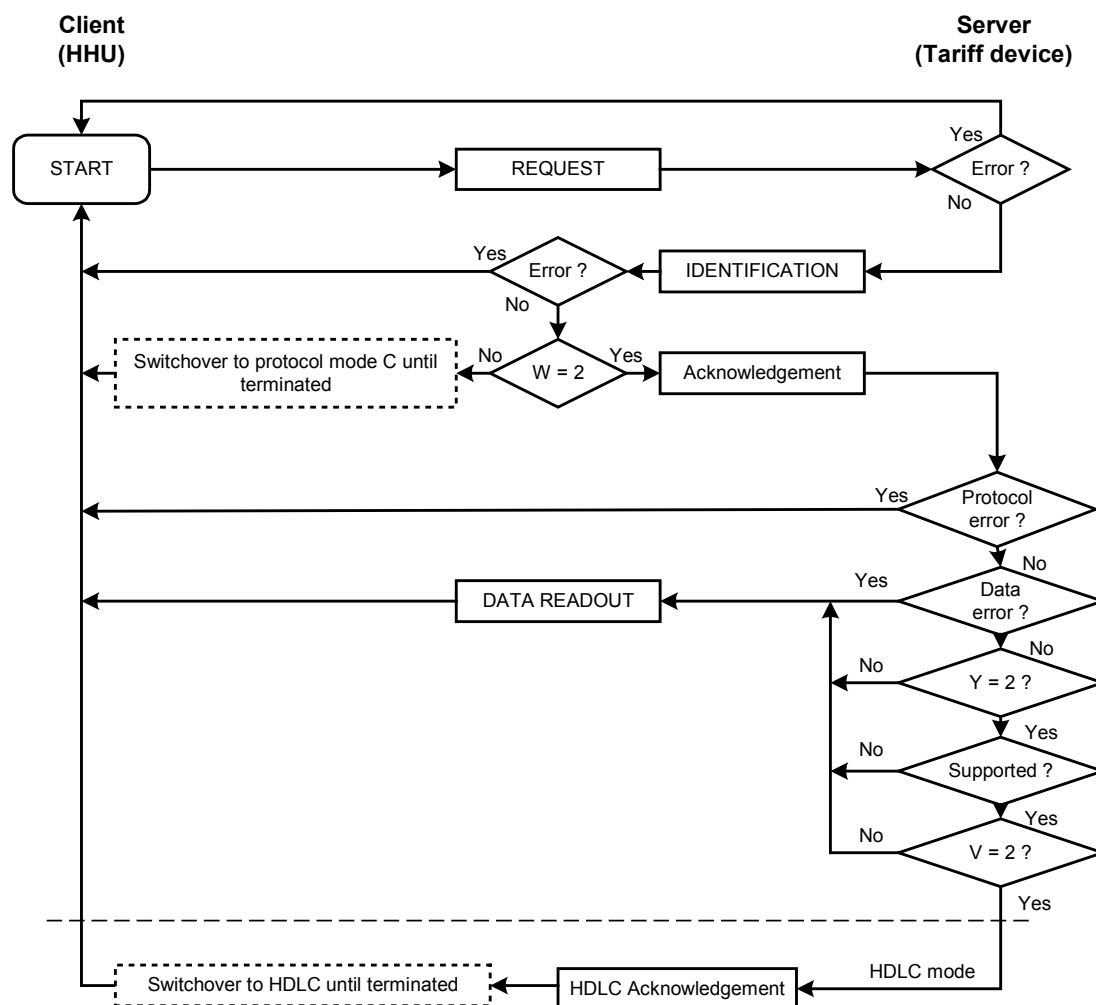 Client
(HHU)
Server
(Tariff device)
Yes
START
REQUEST
Error ?
No
Yes
Error ?
IDENTIFICATION
No
Switchover to protocol mode C until
terminated
No
W = 2
Yes
Acknowledgement
Yes
Protocol
error ?
No
Yes
DATA READOUT
Data
error ?
No
No
Y = 2 ?
Yes
No
Supported ?
Yes
No
V = 2 ?
Yes
HDLC mode
Switchover to HDLC until terminated
HDLC Acknowledgement